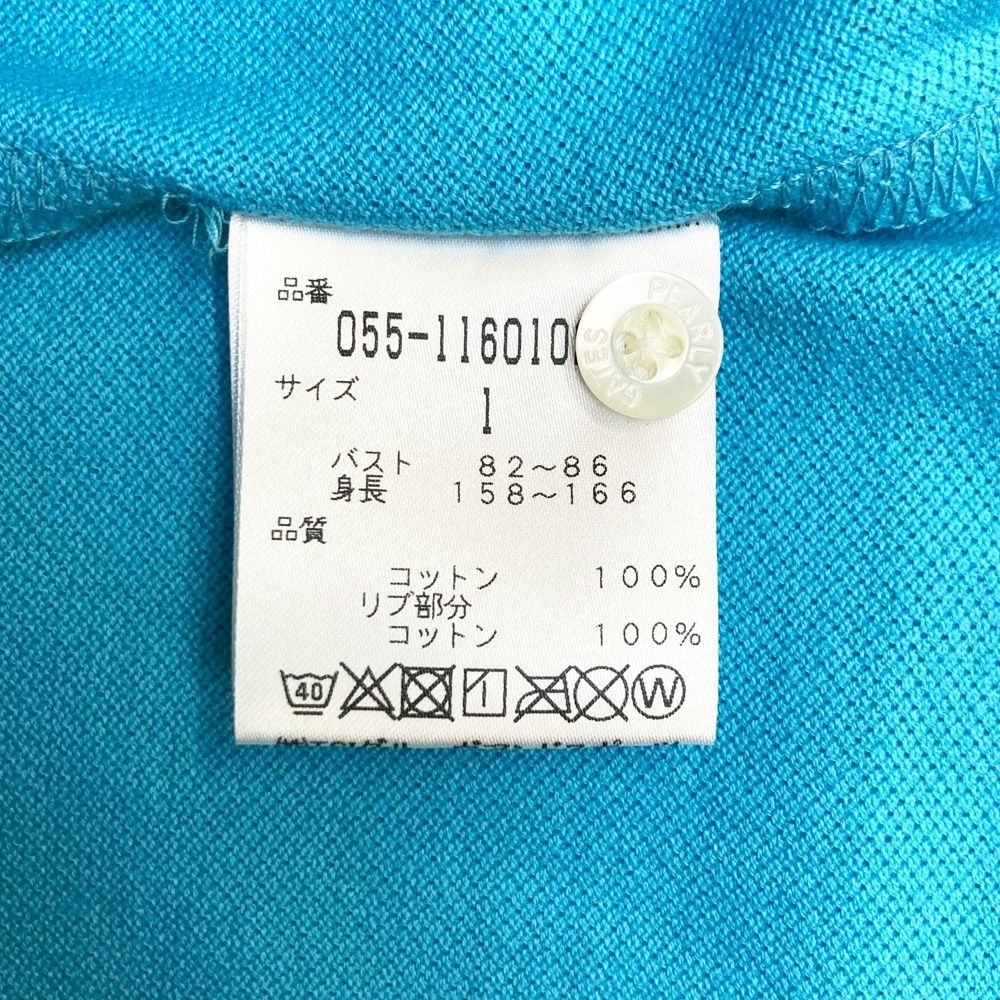 品番
055-116010
PEARLY GATES
サイズ
1
バスト 82～86
身長 158～166
品質
コットン 100%
リブ部分
コットン 100%
40
W